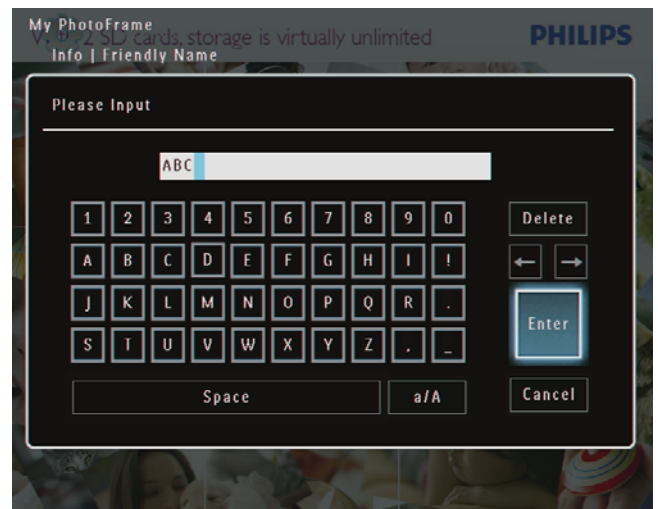 My PhotoFrame
2 SD cards, storage is virtually unlimited
PHILIPS
Info | Friendly Name
Please Input
ABC
1 2 3 4 5 6 7 8 9 0 Delete
A B C D E F G H I ! ← →
J K L M N O P Q R . Enter
S T U V W X Y Z , _
Space a/A Cancel